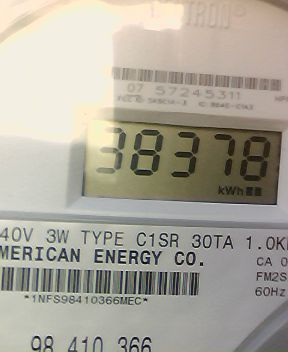 TRON®
07 57245311
38378
kWh
40V 3W TYPE C1SR 30TA 1.0K
MERICAN ENERGY CO.
CA 0
FM2S
*1NFS98410366MEC*
60Hz
98 410 366